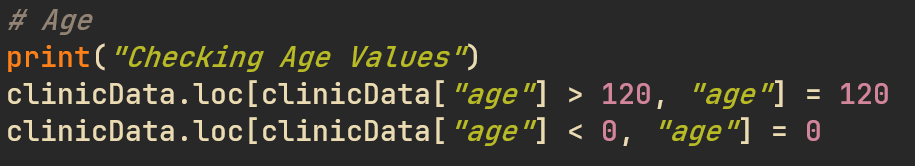 # Age
print("Checking Age Values")
clinicData.loc[clinicData["age"] > 120, "age"] = 120
clinicData.loc[clinicData["age"] < 0, "age"] = 0